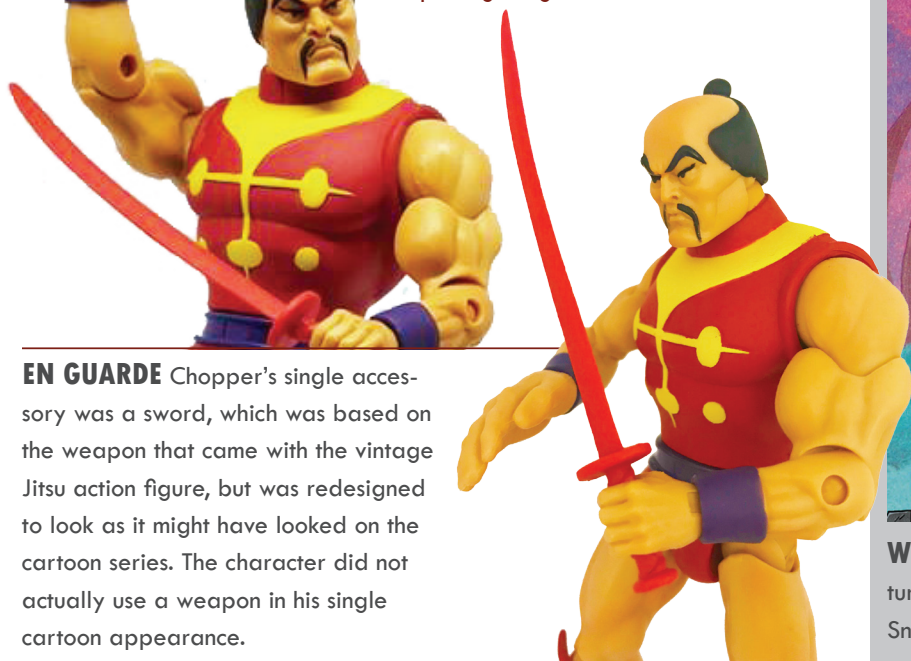 EN GUARDE Chopper’s single acces-
sory was a sword, which was based on
the weapon that came with the vintage
Jitsu action figure, but was redesigned
to look as it might have looked on the
cartoon series. The character did not
actually use a weapon in his single
cartoon appearance.
W
tur
Sn